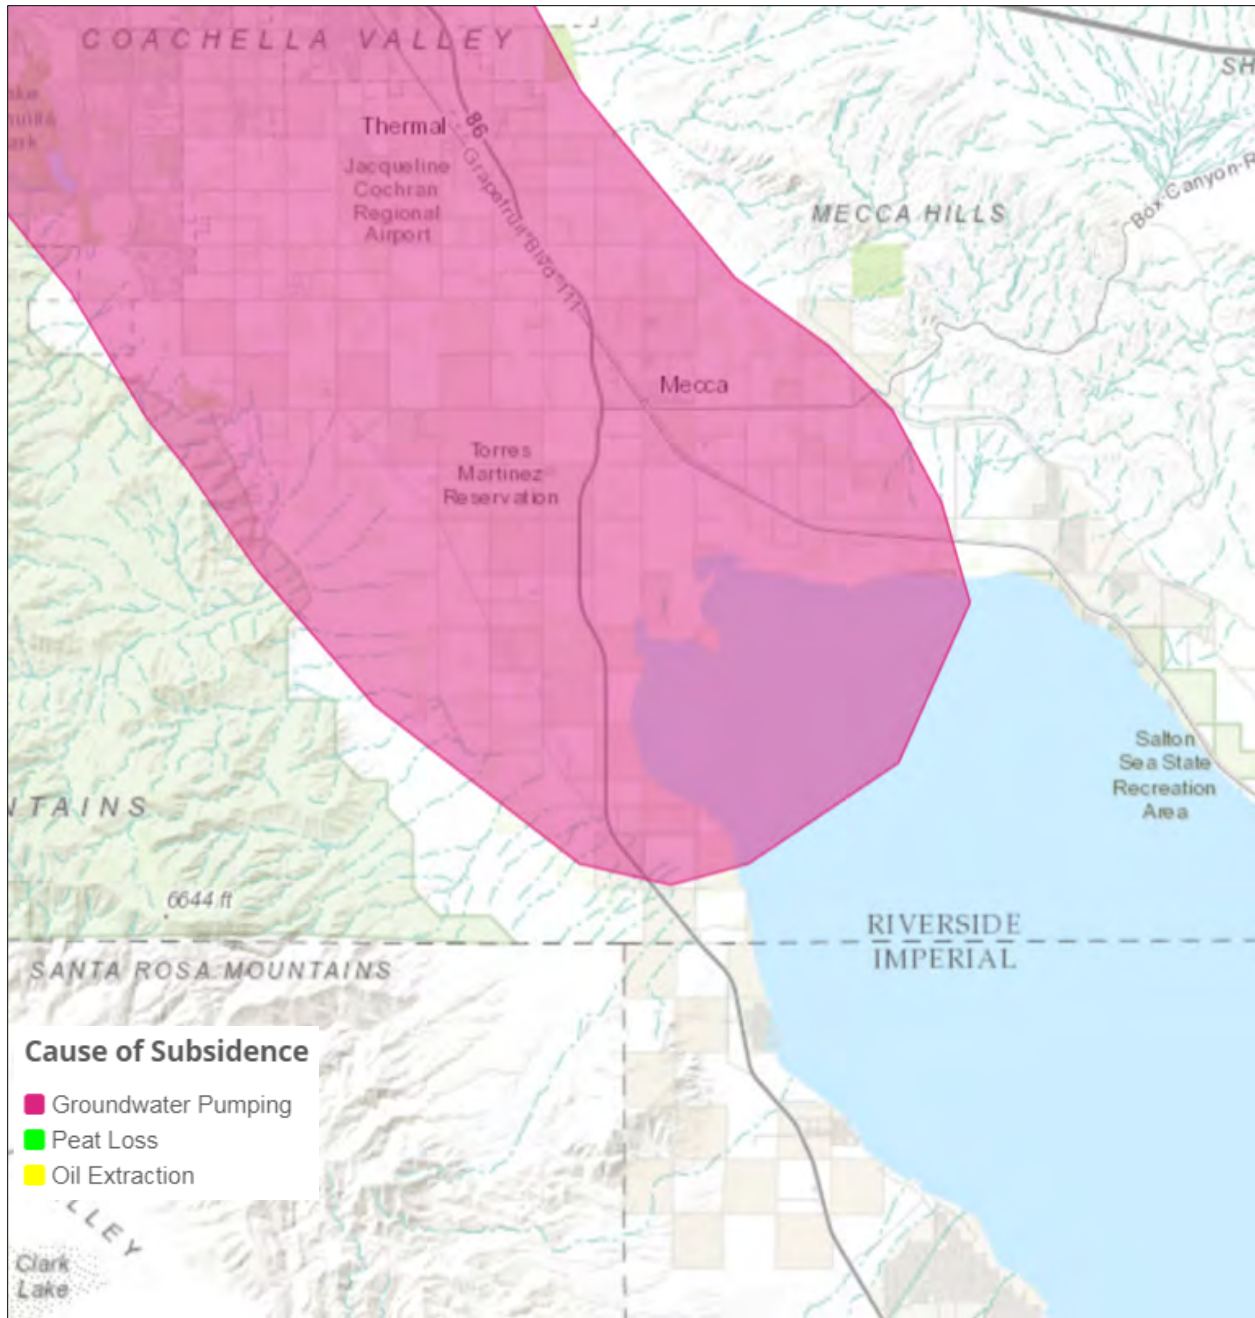 COACHELLA VALLEY
SH
86
Thermal
Grapefruit-Blvd-111
Jacqueline
Cochran
Regional
Airport
Box-Canyon-R
MECCA HILLS
Mecca
Torres
Martinez
Reservation
Salton
Sea State
Recreation
Area
NTAINS
6644 ft
RIVERSIDE
IMPERIAL
SANTA ROSA MOUNTAINS
Cause of Subsidence
Groundwater Pumping
Peat Loss
Oil Extraction
LLEY
Clark
Lake